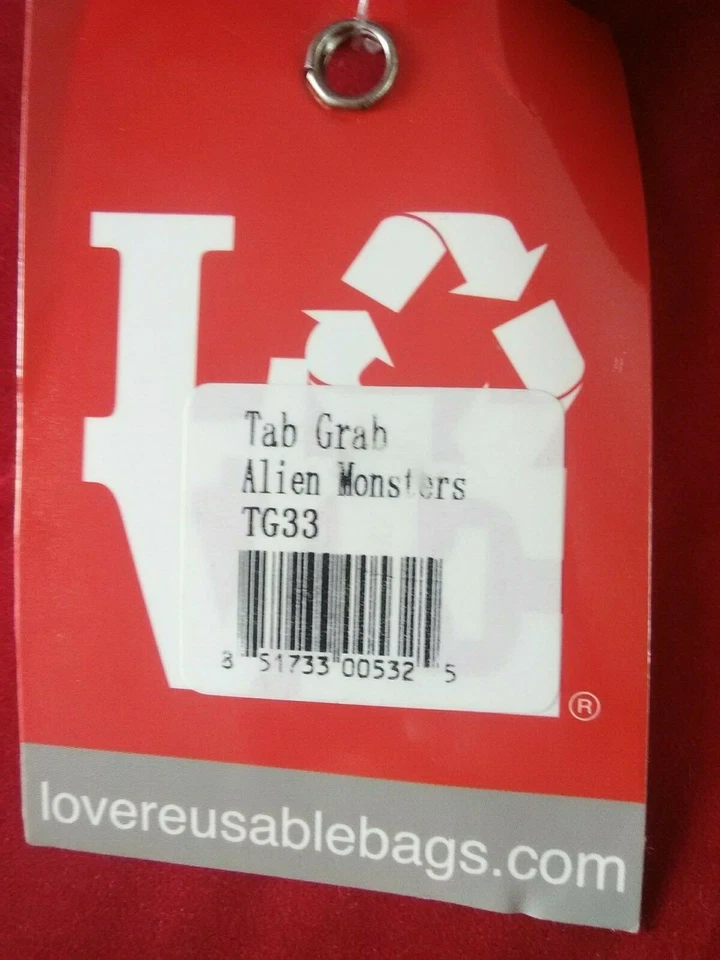 Tab Grab
Alien Monsters
TG33
8 51733 00532 5
®
lovereusablebags.com